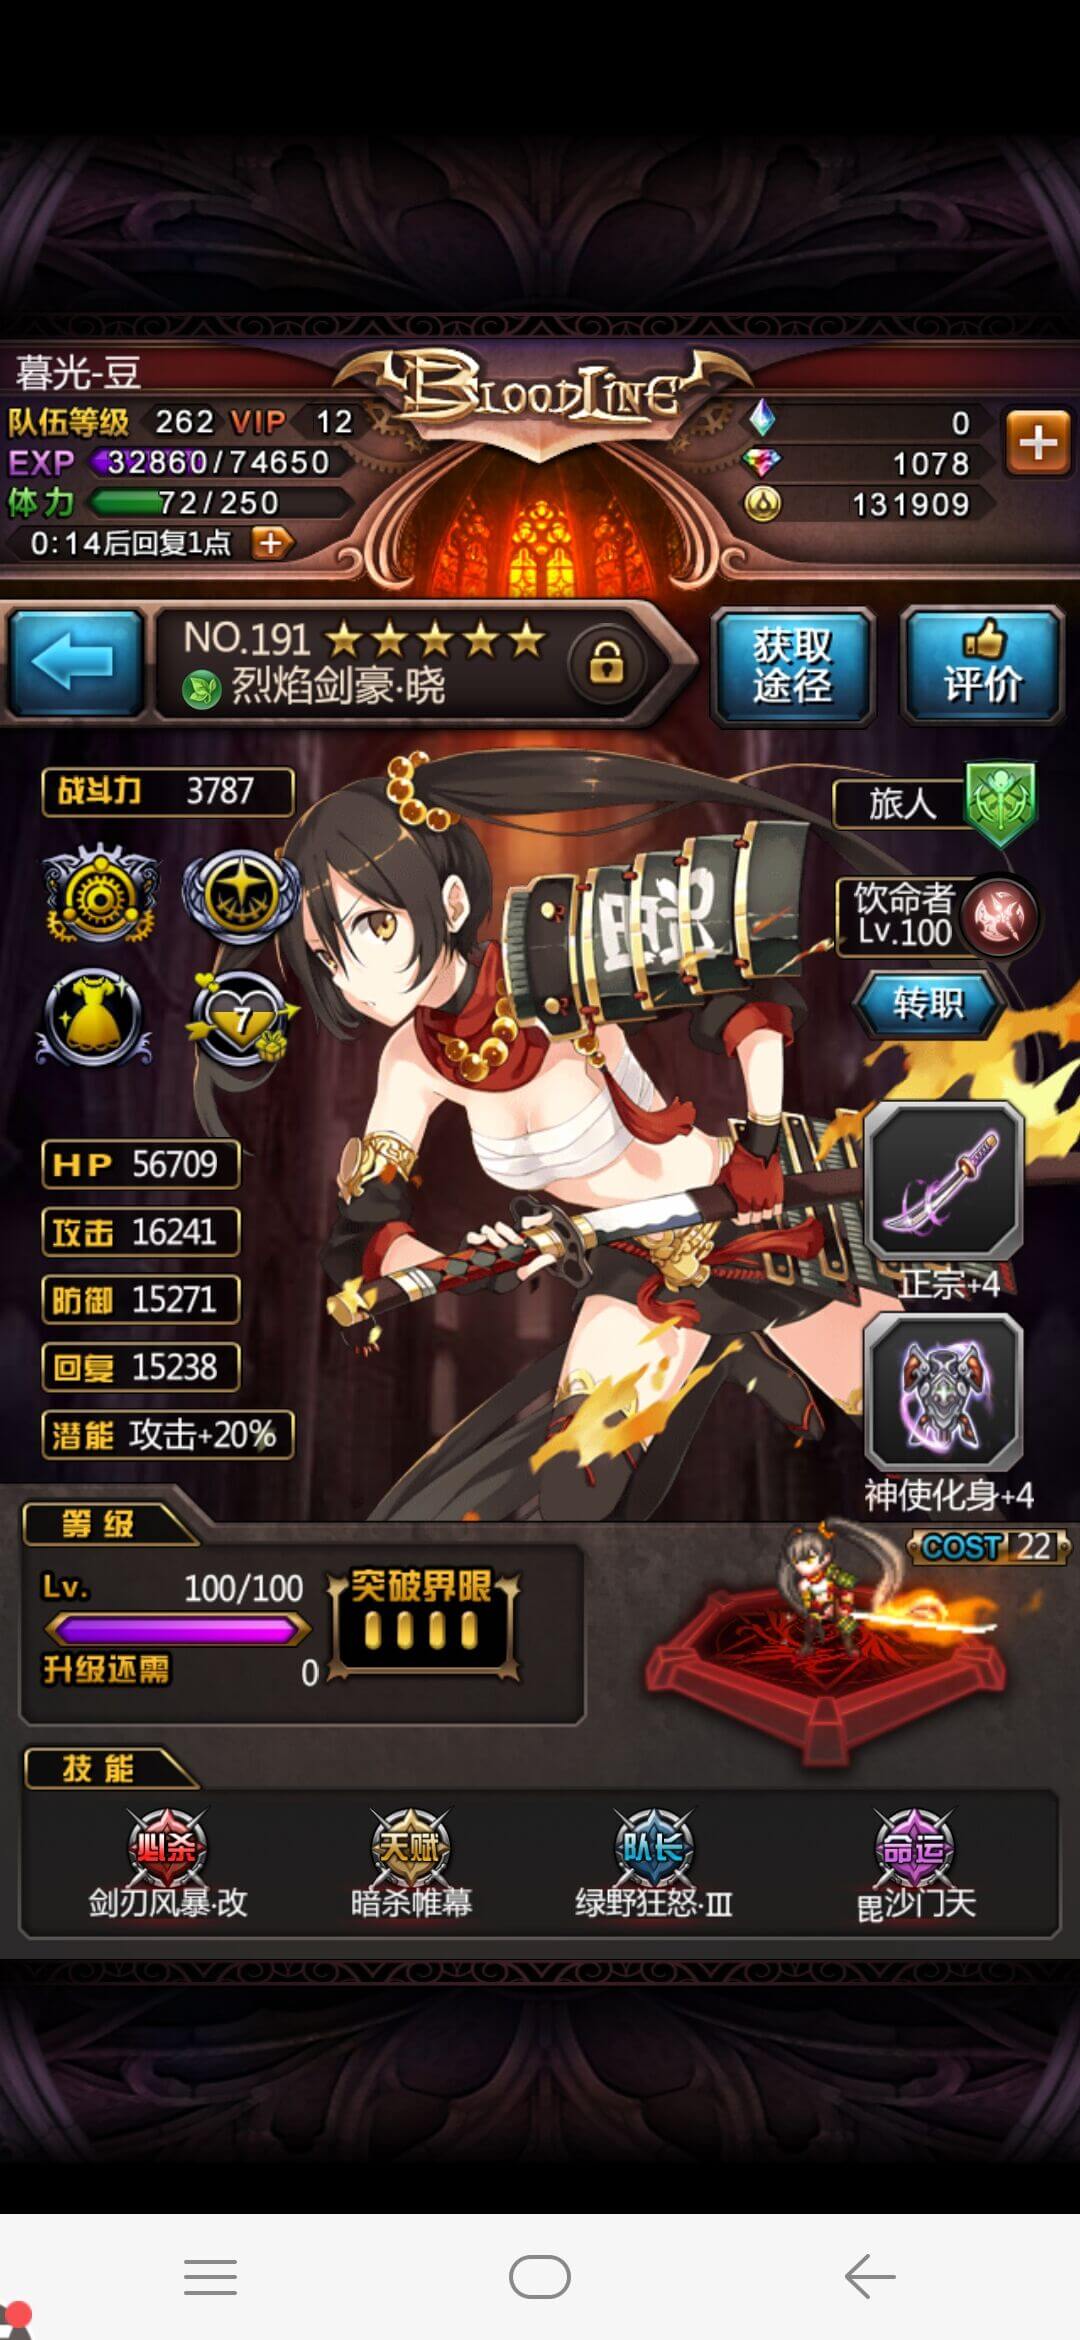 暮光-豆
BLOODLINE
队伍等级 262 VIP 12
0
EXP 32860/74650
1078
体力 72/250
131909
0:14后回复1点
NO.191
烈焰剑豪·晓
获取
途径
评价
战斗力 3787
旅人
7
饮命者
Lv.100
转职
HP 56709
攻击 16241
防御 15271
回复 15238
潜能 攻击+20%
正宗+4
神使化身+4
等级
COST 22
Lv. 100/100
突破界限
升级还需 0
技能
必杀
剑刃风暴·改
天赋
暗杀帷幕
队长
绿野狂怒·Ⅲ
命运
毘沙门天